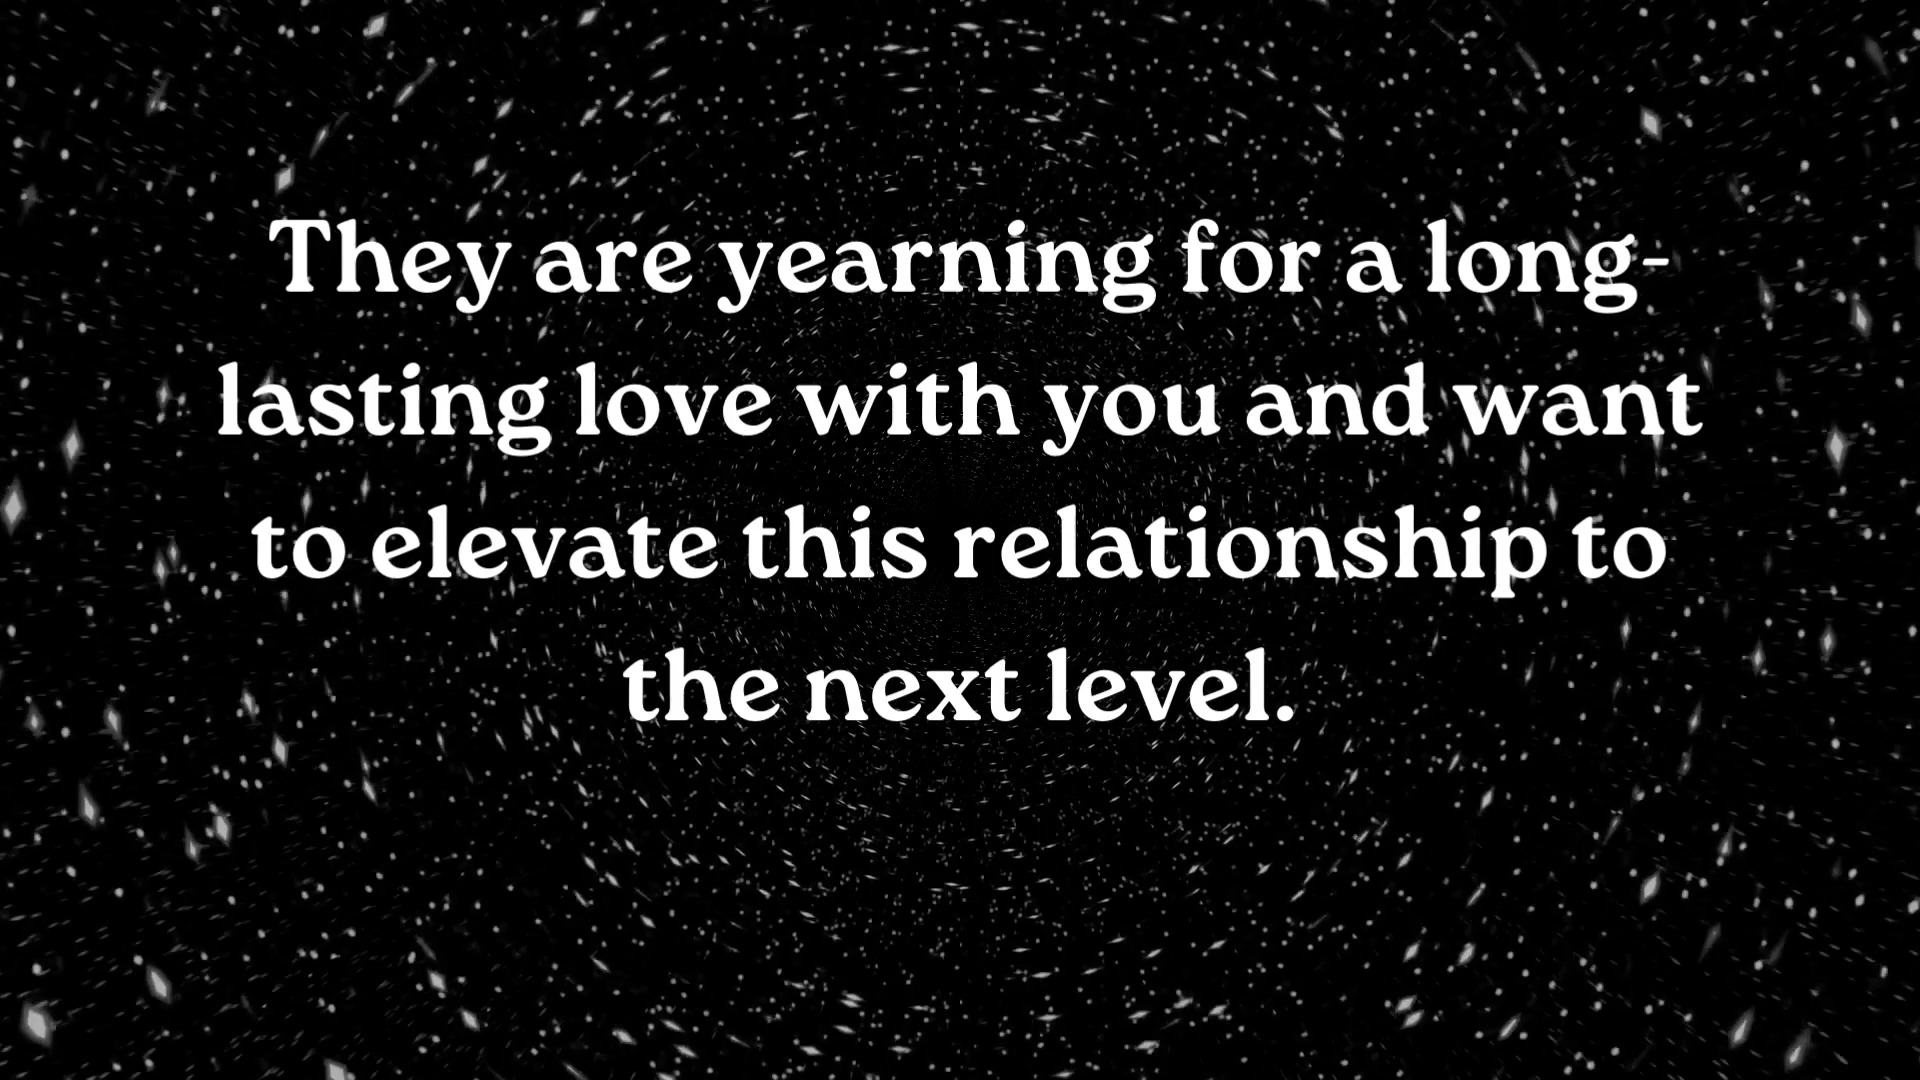 They are yearning for a long-
lasting love with you and want
to elevate this relationship to
the next level.